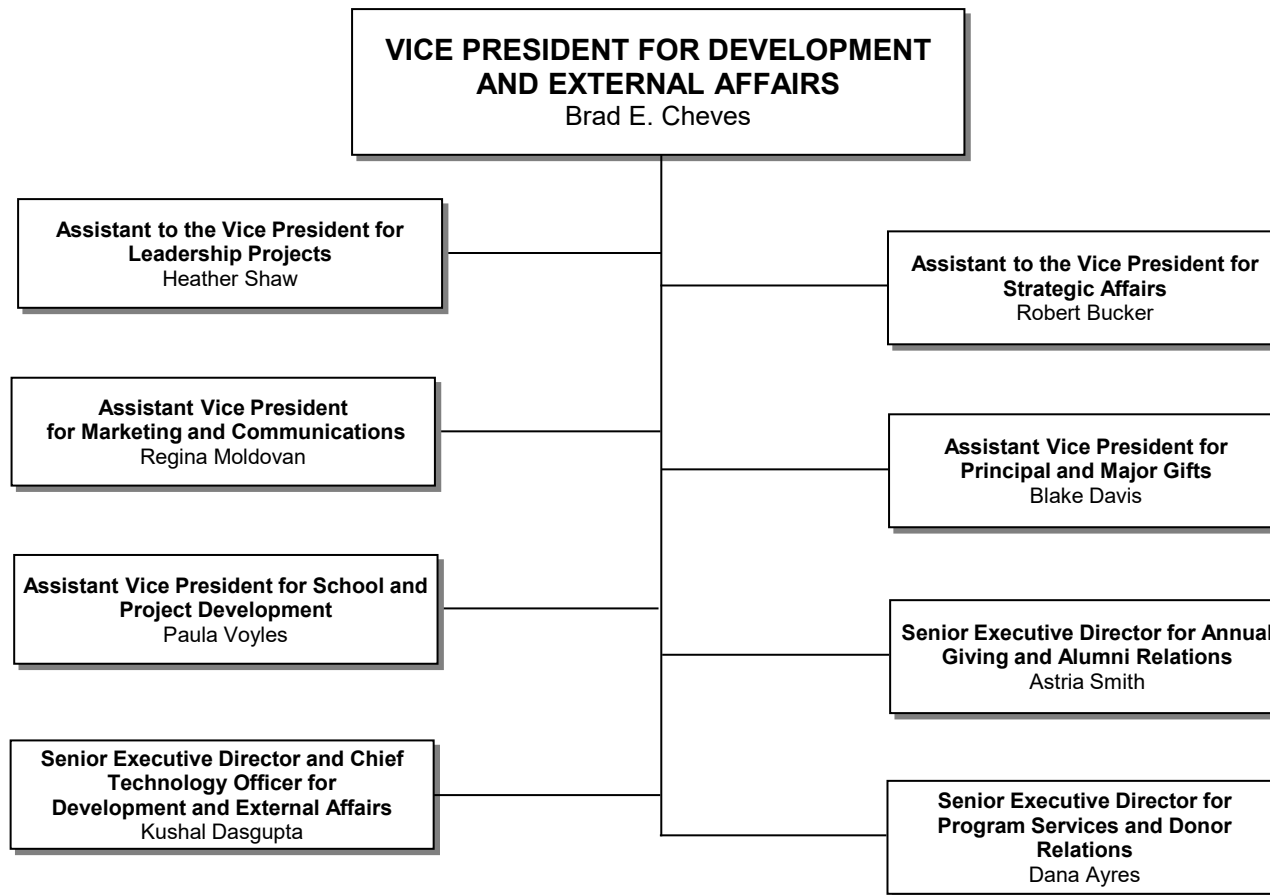 VICE PRESIDENT FOR DEVELOPMENT
AND EXTERNAL AFFAIRS
Brad E. Cheves
Assistant to the Vice President for
Leadership Projects
Heather Shaw
Assistant to the Vice President for
Strategic Affairs
Robert Bucker
Assistant Vice President
for Marketing and Communications
Regina Moldovan
Assistant Vice President for
Principal and Major Gifts
Blake Davis
Assistant Vice President for School and
Project Development
Paula Voyles
Senior Executive Director for Annual
Giving and Alumni Relations
Astria Smith
Senior Executive Director and Chief
Technology Officer for
Development and External Affairs
Kushal Dasgupta
Senior Executive Director for
Program Services and Donor
Relations
Dana Ayres